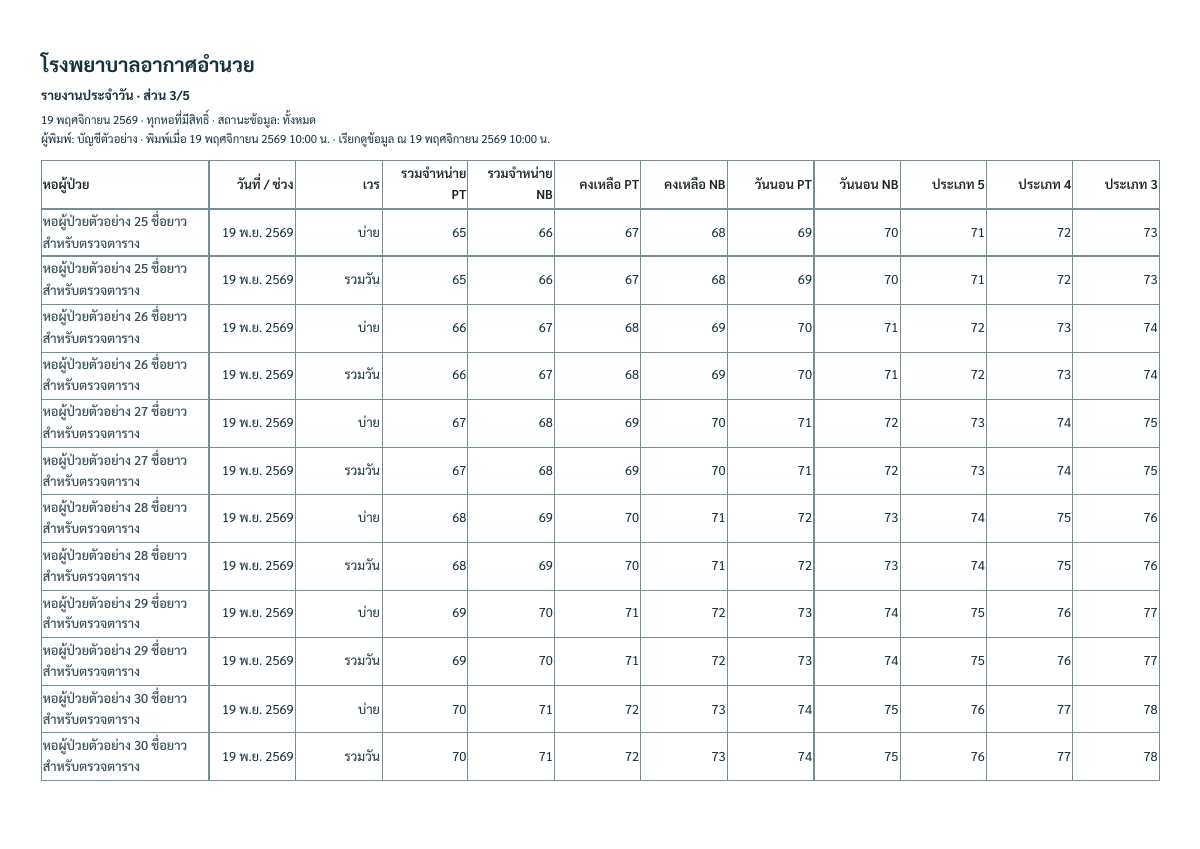 โรงพยาบาลอากาศอำนวย
รายงานประจำวัน · ส่วน 3/5
19 พฤศจิกายน 2569 · ทุกหอที่มีสิทธิ์ · สถานะข้อมูล: ทั้งหมด
ผู้พิมพ์: บัญชีตัวอย่าง · พิมพ์เมื่อ 19 พฤศจิกายน 2569 10:00 น. · เรียกดูข้อมูล ณ 19 พฤศจิกายน 2569 10:00 น.
หอผู้ป่วย วันที่ / ช่วง เวร รวมจำหน่าย PT รวมจำหน่าย NB คงเหลือ PT คงเหลือ NB วันนอน PT วันนอน NB ประเภท 5 ประเภท 4 ประเภท 3
หอผู้ป่วยตัวอย่าง 25 ชื่อยาว สำหรับตรวจตาราง 19 พ.ย. 2569 บ่าย 65 66 67 68 69 70 71 72 73
หอผู้ป่วยตัวอย่าง 25 ชื่อยาว สำหรับตรวจตาราง 19 พ.ย. 2569 รวมวัน 65 66 67 68 69 70 71 72 73
หอผู้ป่วยตัวอย่าง 26 ชื่อยาว สำหรับตรวจตาราง 19 พ.ย. 2569 บ่าย 66 67 68 69 70 71 72 73 74
หอผู้ป่วยตัวอย่าง 26 ชื่อยาว สำหรับตรวจตาราง 19 พ.ย. 2569 รวมวัน 66 67 68 69 70 71 72 73 74
หอผู้ป่วยตัวอย่าง 27 ชื่อยาว สำหรับตรวจตาราง 19 พ.ย. 2569 บ่าย 67 68 69 70 71 72 73 74 75
หอผู้ป่วยตัวอย่าง 27 ชื่อยาว สำหรับตรวจตาราง 19 พ.ย. 2569 รวมวัน 67 68 69 70 71 72 73 74 75
หอผู้ป่วยตัวอย่าง 28 ชื่อยาว สำหรับตรวจตาราง 19 พ.ย. 2569 บ่าย 68 69 70 71 72 73 74 75 76
หอผู้ป่วยตัวอย่าง 28 ชื่อยาว สำหรับตรวจตาราง 19 พ.ย. 2569 รวมวัน 68 69 70 71 72 73 74 75 76
หอผู้ป่วยตัวอย่าง 29 ชื่อยาว สำหรับตรวจตาราง 19 พ.ย. 2569 บ่าย 69 70 71 72 73 74 75 76 77
หอผู้ป่วยตัวอย่าง 29 ชื่อยาว สำหรับตรวจตาราง 19 พ.ย. 2569 รวมวัน 69 70 71 72 73 74 75 76 77
หอผู้ป่วยตัวอย่าง 30 ชื่อยาว สำหรับตรวจตาราง 19 พ.ย. 2569 บ่าย 70 71 72 73 74 75 76 77 78
หอผู้ป่วยตัวอย่าง 30 ชื่อยาว สำหรับตรวจตาราง 19 พ.ย. 2569 รวมวัน 70 71 72 73 74 75 76 77 78